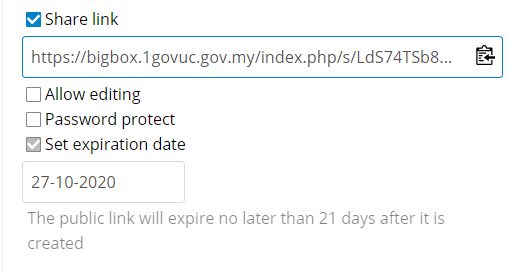 Share link
https://bigbox.1govuc.gov.my/index.php/s/LdS74TSb8...
Allow editing
Password protect
Set expiration date
27-10-2020
The public link will expire no later than 21 days after it is
created